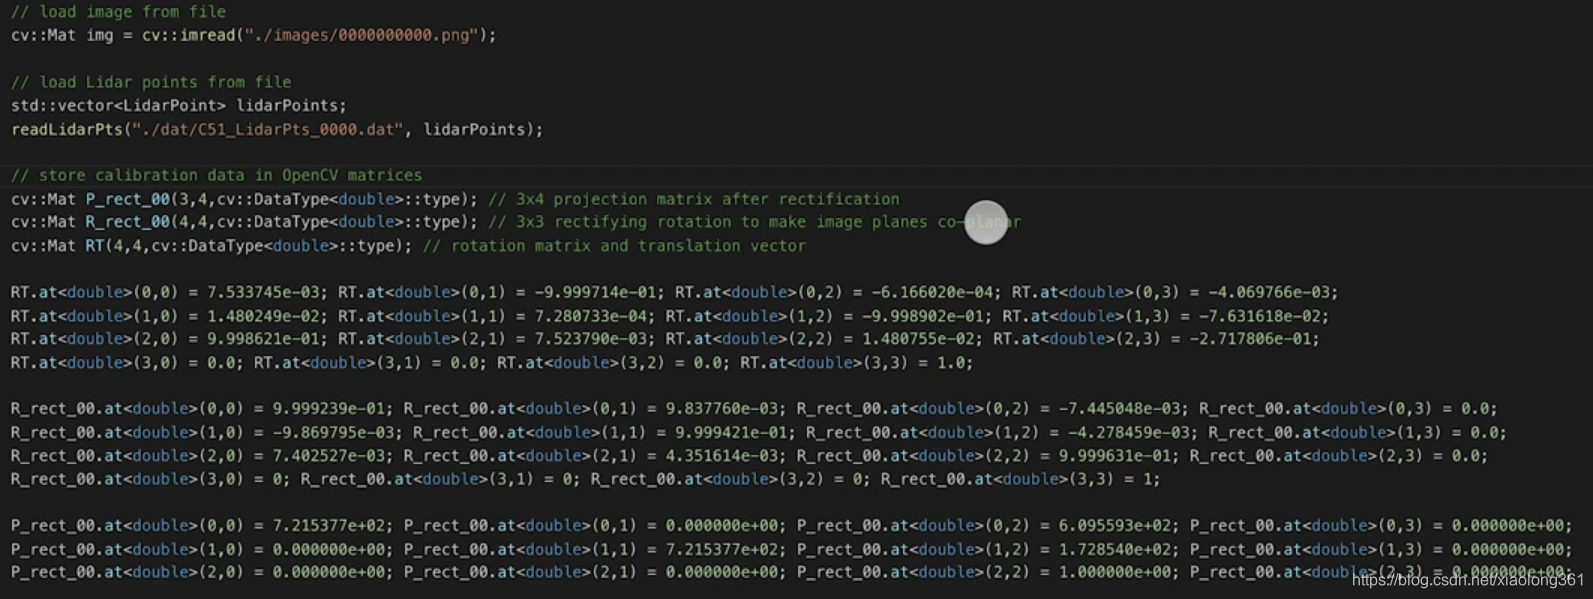 // load image from file
cv::Mat img = cv::imread("./images/0000000000.png");
// load Lidar points from file
std::vector<LidarPoint> lidarPoints;
readLidarPts("./dat/C51_LidarPts_0000.dat", lidarPoints);
// store calibration data in OpenCV matrices
cv::Mat P_rect_00(3,4,cv::DataType<double>::type); // 3x4 projection matrix after rectification
cv::Mat R_rect_00(4,4,cv::DataType<double>::type); // 3x3 rectifying rotation to make image planes co-planar
cv::Mat RT(4,4,cv::DataType<double>::type); // rotation matrix and translation vector
RT.at<double>(0,0) = 7.533745e-03; RT.at<double>(0,1) = -9.999714e-01; RT.at<double>(0,2) = -6.166020e-04; RT.at<double>(0,3) = -4.069766e-03;
RT.at<double>(1,0) = 1.480249e-02; RT.at<double>(1,1) = 7.280733e-04; RT.at<double>(1,2) = -9.998902e-01; RT.at<double>(1,3) = -7.631618e-02;
RT.at<double>(2,0) = 9.998621e-01; RT.at<double>(2,1) = 7.523790e-03; RT.at<double>(2,2) = 1.480755e-02; RT.at<double>(2,3) = -2.717806e-01;
RT.at<double>(3,0) = 0.0; RT.at<double>(3,1) = 0.0; RT.at<double>(3,2) = 0.0; RT.at<double>(3,3) = 1.0;
R_rect_00.at<double>(0,0) = 9.999239e-01; R_rect_00.at<double>(0,1) = 9.837760e-03; R_rect_00.at<double>(0,2) = -7.445048e-03; R_rect_00.at<double>(0,3) = 0.0;
R_rect_00.at<double>(1,0) = -9.869795e-03; R_rect_00.at<double>(1,1) = 9.999421e-01; R_rect_00.at<double>(1,2) = -4.278459e-03; R_rect_00.at<double>(1,3) = 0.0;
R_rect_00.at<double>(2,0) = 7.402527e-03; R_rect_00.at<double>(2,1) = 4.351614e-03; R_rect_00.at<double>(2,2) = 9.999631e-01; R_rect_00.at<double>(2,3) = 0.0;
R_rect_00.at<double>(3,0) = 0; R_rect_00.at<double>(3,1) = 0; R_rect_00.at<double>(3,2) = 0; R_rect_00.at<double>(3,3) = 1;
P_rect_00.at<double>(0,0) = 7.215377e+02; P_rect_00.at<double>(0,1) = 0.000000e+00; P_rect_00.at<double>(0,2) = 6.095593e+02; P_rect_00.at<double>(0,3) = 0.000000e+00;
P_rect_00.at<double>(1,0) = 0.000000e+00; P_rect_00.at<double>(1,1) = 7.215377e+02; P_rect_00.at<double>(1,2) = 1.728540e+02; P_rect_00.at<double>(1,3) = 0.000000e+00;
P_rect_00.at<double>(2,0) = 0.000000e+00; P_rect_00.at<double>(2,1) = 0.000000e+00; P_rect_00.at<double>(2,2) = 1.000000e+00; P_rect_00.at<double>(2,3) = 0.000000e+00;
https://blog.csdn.net/xiaolong361